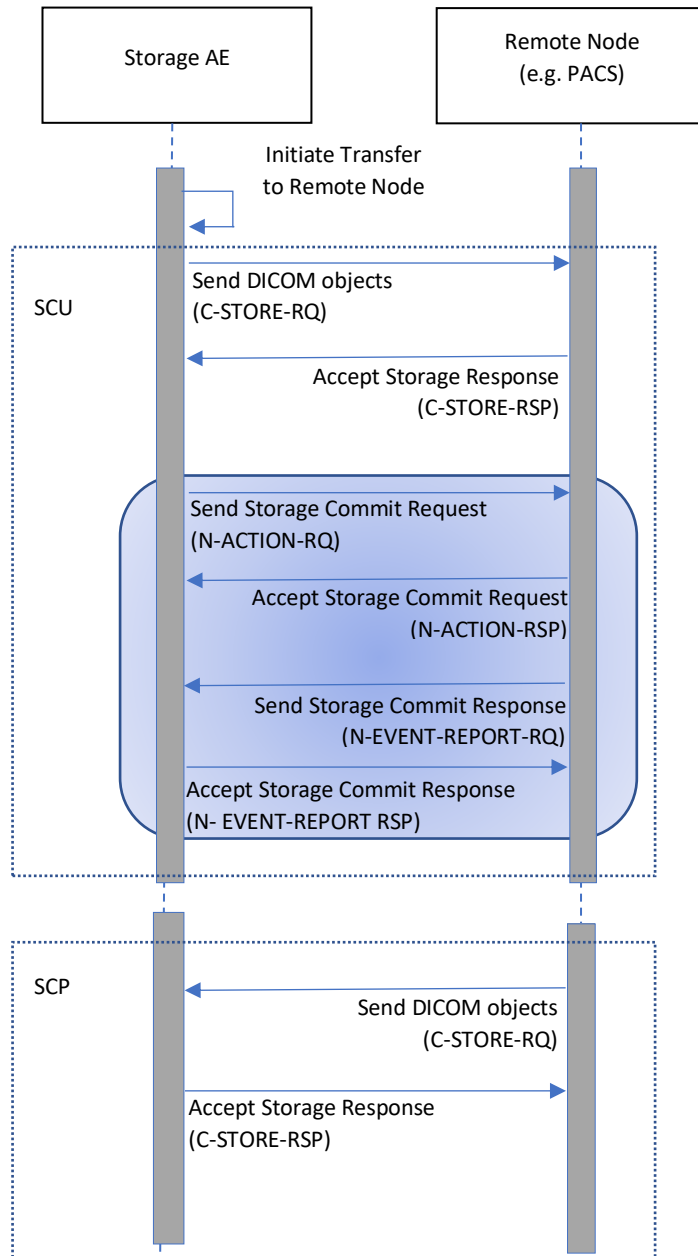 Storage AE
Remote Node
(e.g. PACS)
Initiate Transfer
to Remote Node
SCU
Send DICOM objects
(C-STORE-RQ)
Accept Storage Response
(C-STORE-RSP)
Send Storage Commit Request
(N-ACTION-RQ)
Accept Storage Commit Request
(N-ACTION-RSP)
Send Storage Commit Response
(N-EVENT-REPORT-RQ)
Accept Storage Commit Response
(N- EVENT-REPORT RSP)
SCP
Send DICOM objects
(C-STORE-RQ)
Accept Storage Response
(C-STORE-RSP)